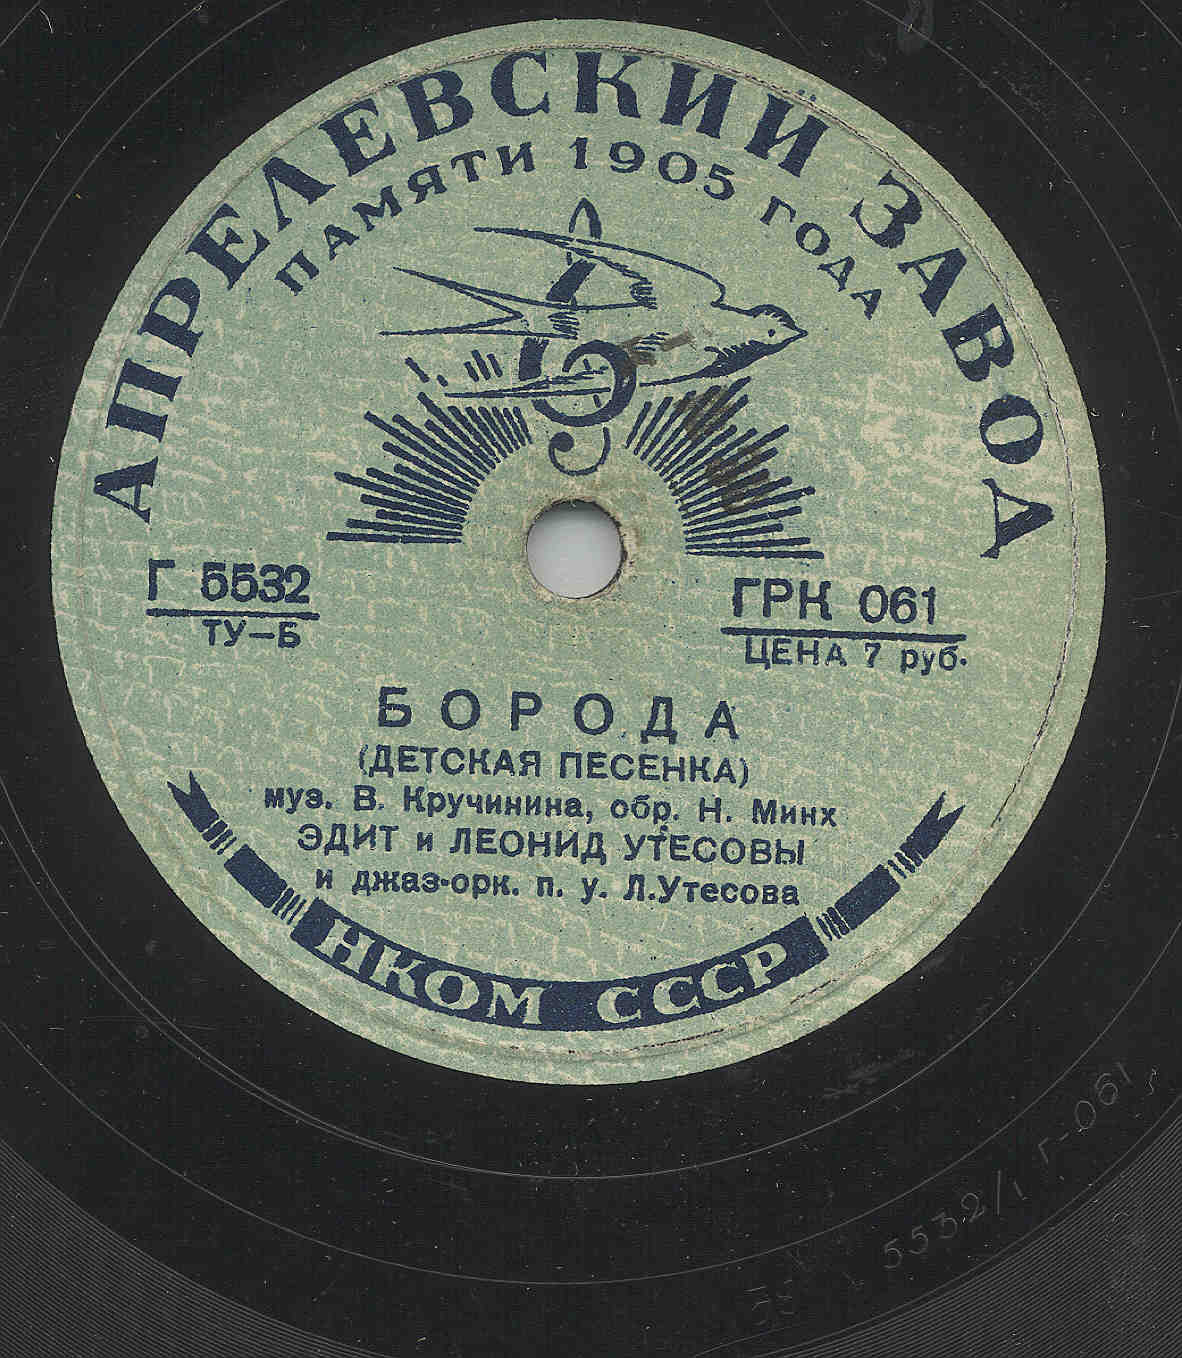 АПРЕЛЕВСКИЙ ЗАВОД
ПАМЯТИ 1905 ГОДА
Г 5532
ТУ-Б
ГРК 061
ЦЕНА 7 руб.
БОРОДА
(ДЕТСКАЯ ПЕСЕНКА)
муз. В. Кручинина, обр. Н. Минх
ЭДИТ и ЛЕОНИД УТЕСОВЫ
и джаз-орк. п. у. Л.Утесова
НКОМ СССР
5532/1 Г-061